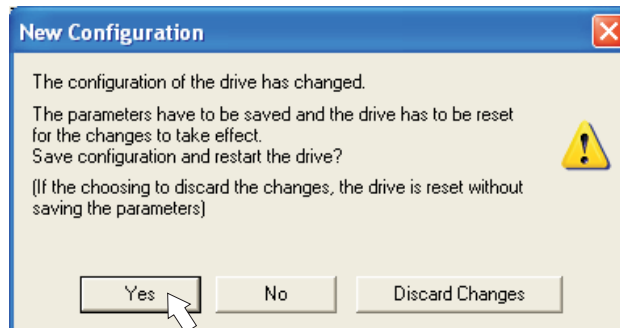 New Configuration
The configuration of the drive has changed.
The parameters have to be saved and the drive has to be reset
for the changes to take effect.
Save configuration and restart the drive?
(If the choosing to discard the changes, the drive is reset without
saving the parameters)
Yes No Discard Changes